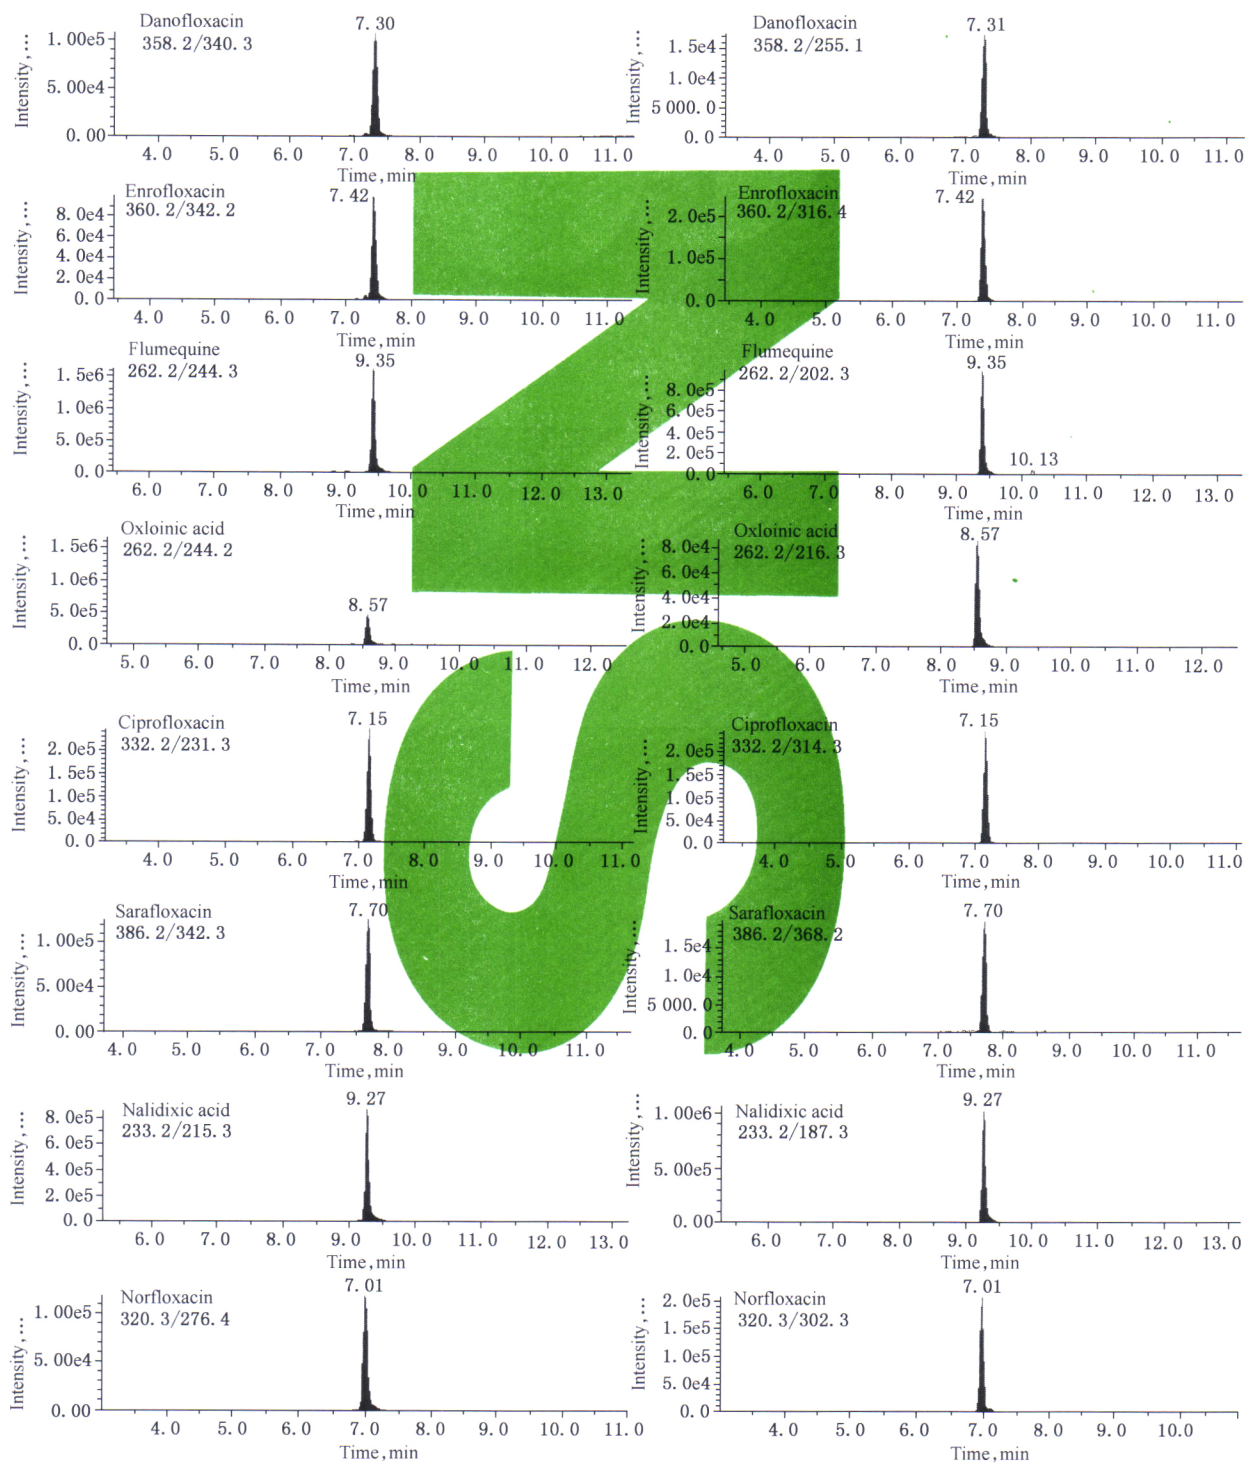 Danofloxacin
358.2/340.3
7.30
Intensity,...
1.00e5
5.00e4
0.00
4.0 5.0 6.0 7.0 8.0 9.0 10.0 11.0
Time,min
Danofloxacin
358.2/255.1
7.31
Intensity,...
1.5e4
1.0e4
5 000.0
0.0
4.0 5.0 6.0 7.0 8.0 9.0 10.0 11.0
Time,min
Enrofloxacin
360.2/342.2
7.42
Intensity,...
8.0e4
6.0e4
4.0e4
2.0e4
0.0
4.0 5.0 6.0 7.0 8.0 9.0 10.0 11.0
Time,min
Enrofloxacin
360.2/316.4
7.42
Intensity,...
2.0e5
1.0e5
0.0
4.0 5.0 6.0 7.0 8.0 9.0 10.0 11.0
Time,min
Flumequine
262.2/244.3
9.35
Intensity,...
1.5e6
1.0e6
5.0e5
0.0
6.0 7.0 8.0 9.0 10.0 11.0 12.0 13.0
Time,min
Flumequine
262.2/202.3
9.35
10.13
Intensity,...
8.0e5
6.0e5
4.0e5
2.0e5
0.0
6.0 7.0 8.0 9.0 10.0 11.0 12.0 13.0
Time,min
Oxloinic acid
262.2/244.2
8.57
Intensity,...
1.5e6
1.0e6
5.0e5
0.0
5.0 6.0 7.0 8.0 9.0 10.0 11.0 12.0
Time,min
Oxloinic acid
262.2/216.3
8.57
Intensity,...
8.0e4
6.0e4
4.0e4
2.0e4
0.0
5.0 6.0 7.0 8.0 9.0 10.0 11.0 12.0
Time,min
Ciprofloxacin
332.2/231.3
7.15
Intensity,...
2.0e5
1.5e5
1.0e5
5.0e4
0.0
4.0 5.0 6.0 7.0 8.0 9.0 10.0 11.0
Time,min
Ciprofloxacin
332.2/314.3
7.15
Intensity,...
2.0e5
1.5e5
1.0e5
5.0e4
0.0
4.0 5.0 6.0 7.0 8.0 9.0 10.0 11.0
Time,min
Sarafloxacin
386.2/342.3
7.70
Intensity,...
1.00e5
5.00e4
0.00
4.0 5.0 6.0 7.0 8.0 9.0 10.0 11.0
Time,min
Sarafloxacin
386.2/368.2
7.70
Intensity,...
1.5e4
1.0e4
5 000.0
0.0
4.0 5.0 6.0 7.0 8.0 9.0 10.0 11.0
Time,min
Nalidixic acid
233.2/215.3
9.27
Intensity,...
8.0e5
6.0e5
4.0e5
2.0e5
0.0
6.0 7.0 8.0 9.0 10.0 11.0 12.0 13.0
Time,min
Nalidixic acid
233.2/187.3
9.27
Intensity,...
1.00e6
5.00e5
0.00
6.0 7.0 8.0 9.0 10.0 11.0 12.0 13.0
Time,min
Norfloxacin
320.3/276.4
7.01
Intensity,...
1.00e5
5.00e4
0.00
4.0 5.0 6.0 7.0 8.0 9.0 10.0 11.0
Time,min
Norfloxacin
320.3/302.3
7.01
Intensity,...
2.0e5
1.5e5
1.0e5
5.0e4
0.0
4.0 5.0 6.0 7.0 8.0 9.0 10.0
Time,min
SN